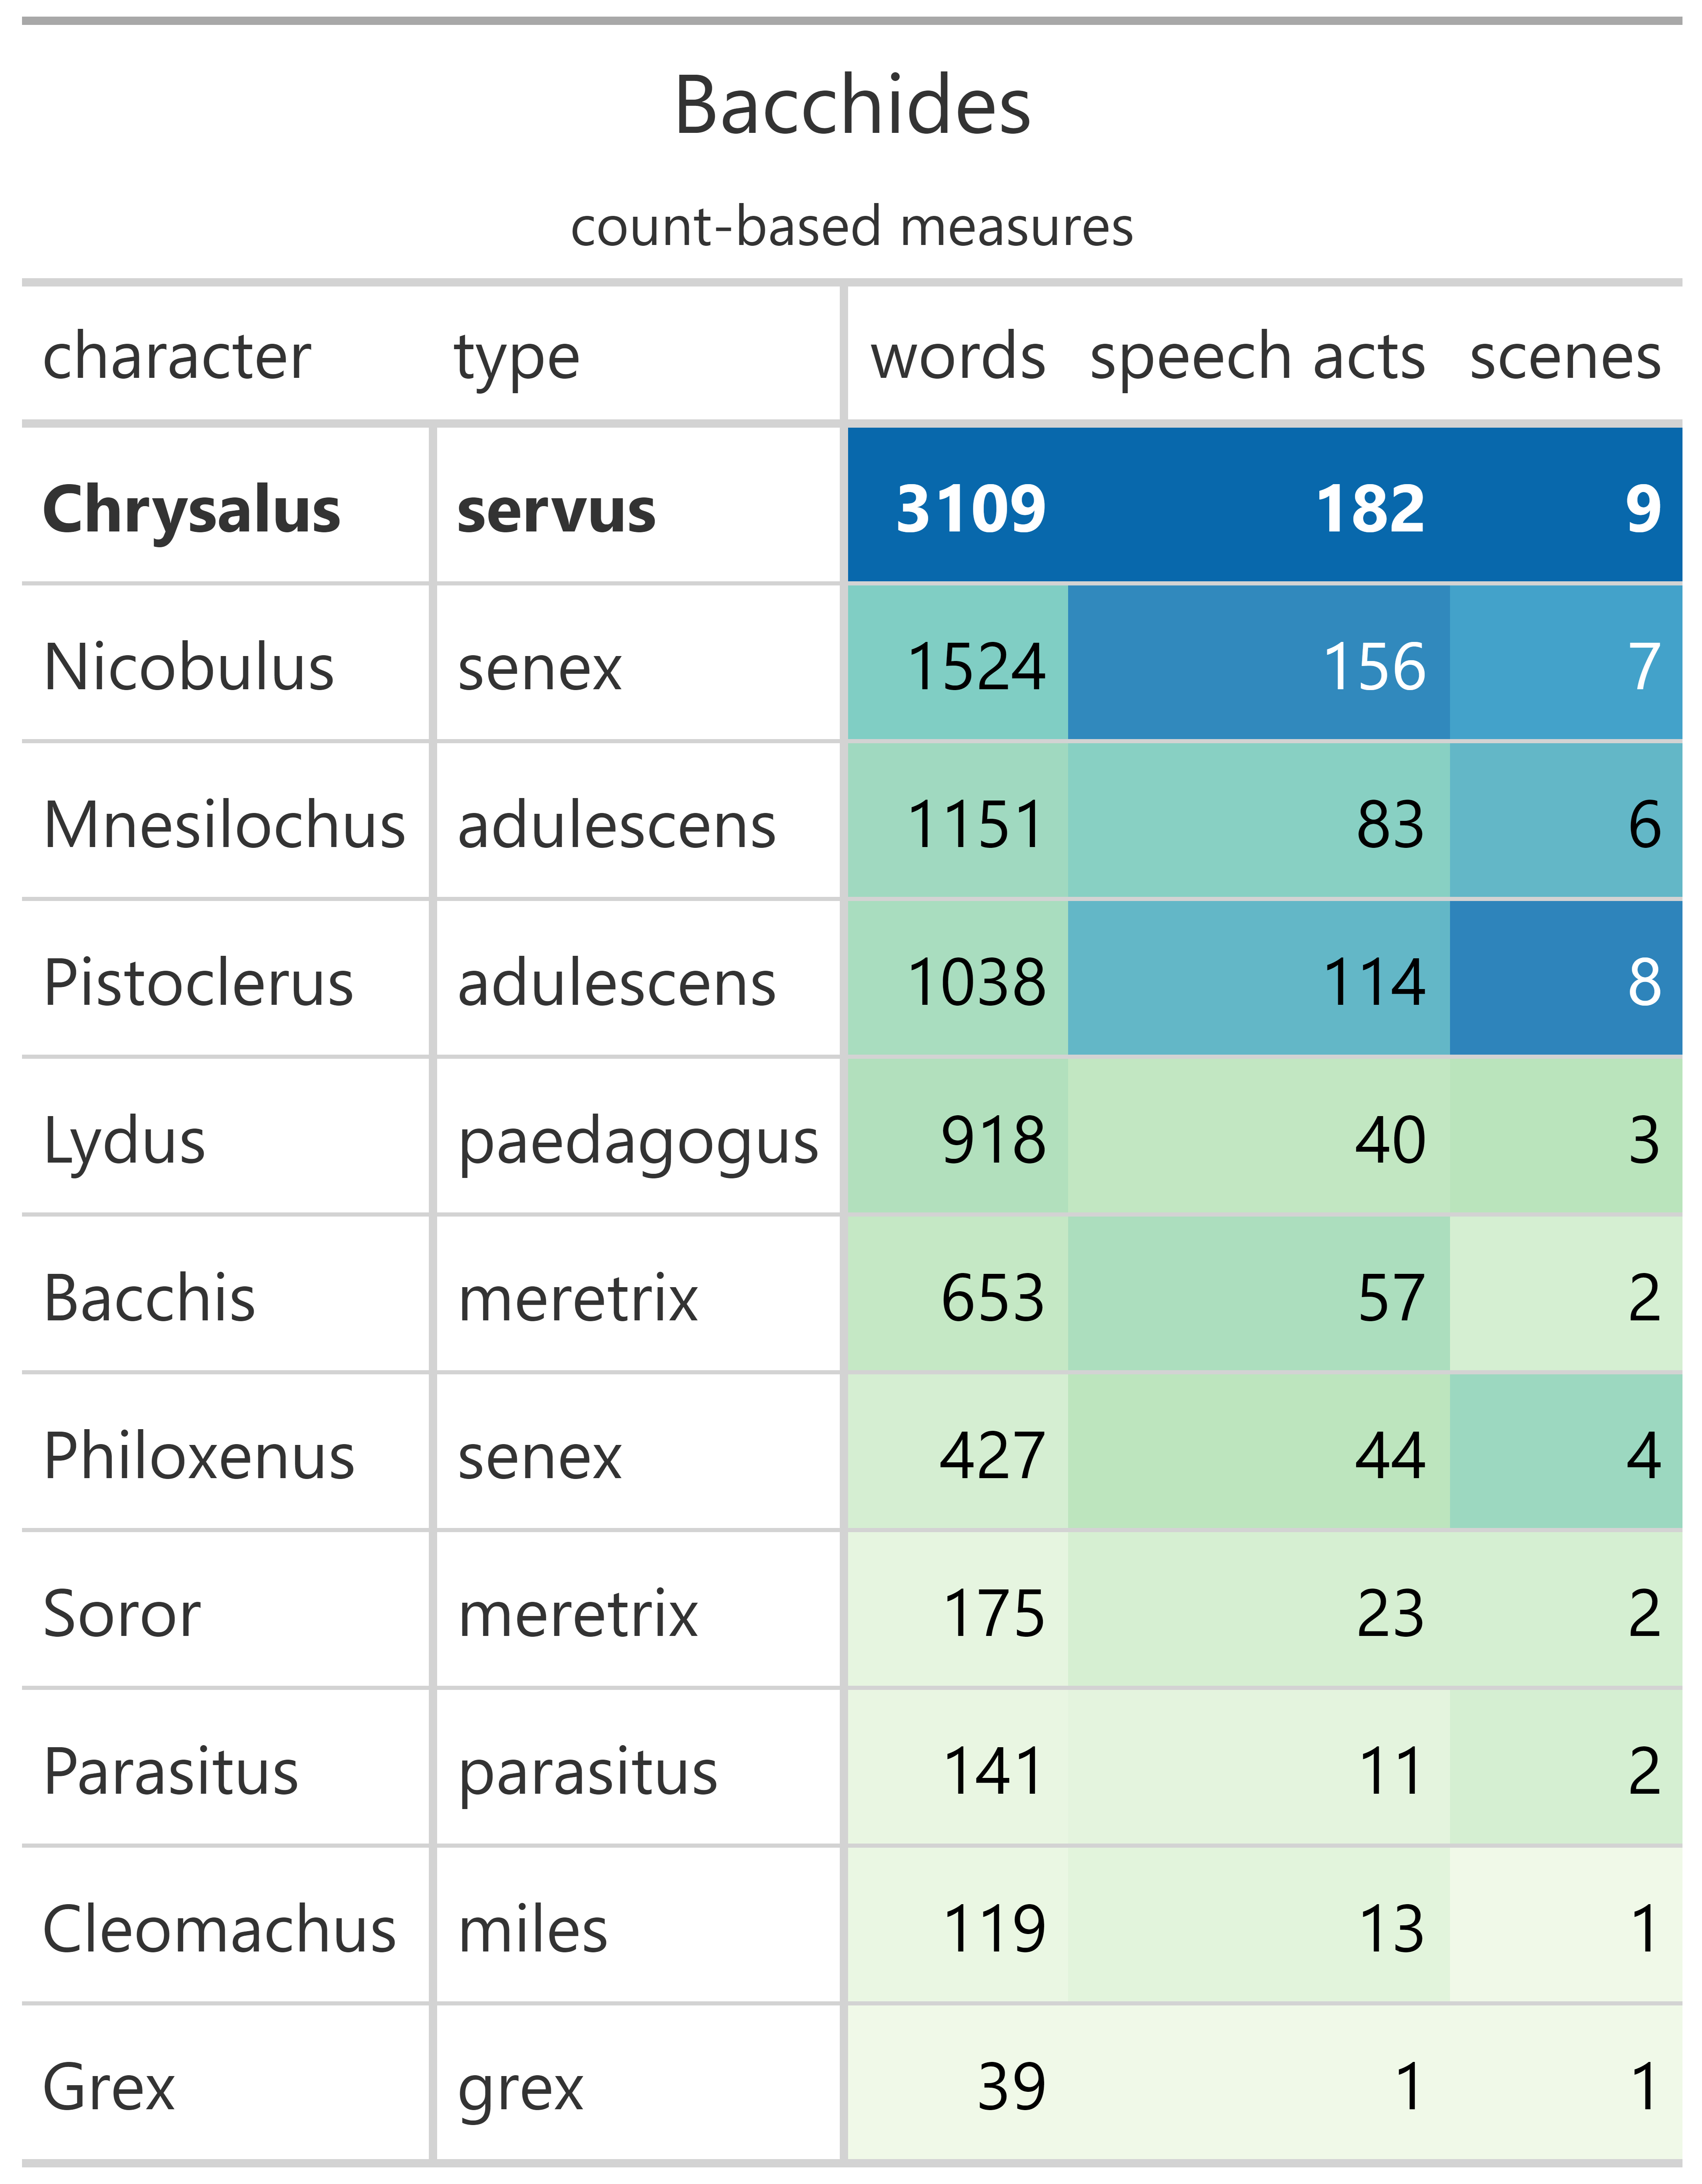 Bacchides
count-based measures
character type words speech acts scenes
Chrysalus servus 3109 182 9
Nicobulus senex 1524 156 7
Mnesilochus adulescens 1151 83 6
Pistoclerus adulescens 1038 114 8
Lydus paedagogus 918 40 3
Bacchis meretrix 653 57 2
Philoxenus senex 427 44 4
Soror meretrix 175 23 2
Parasitus parasitus 141 11 2
Cleomachus miles 119 13 1
Grex grex 39 1 1